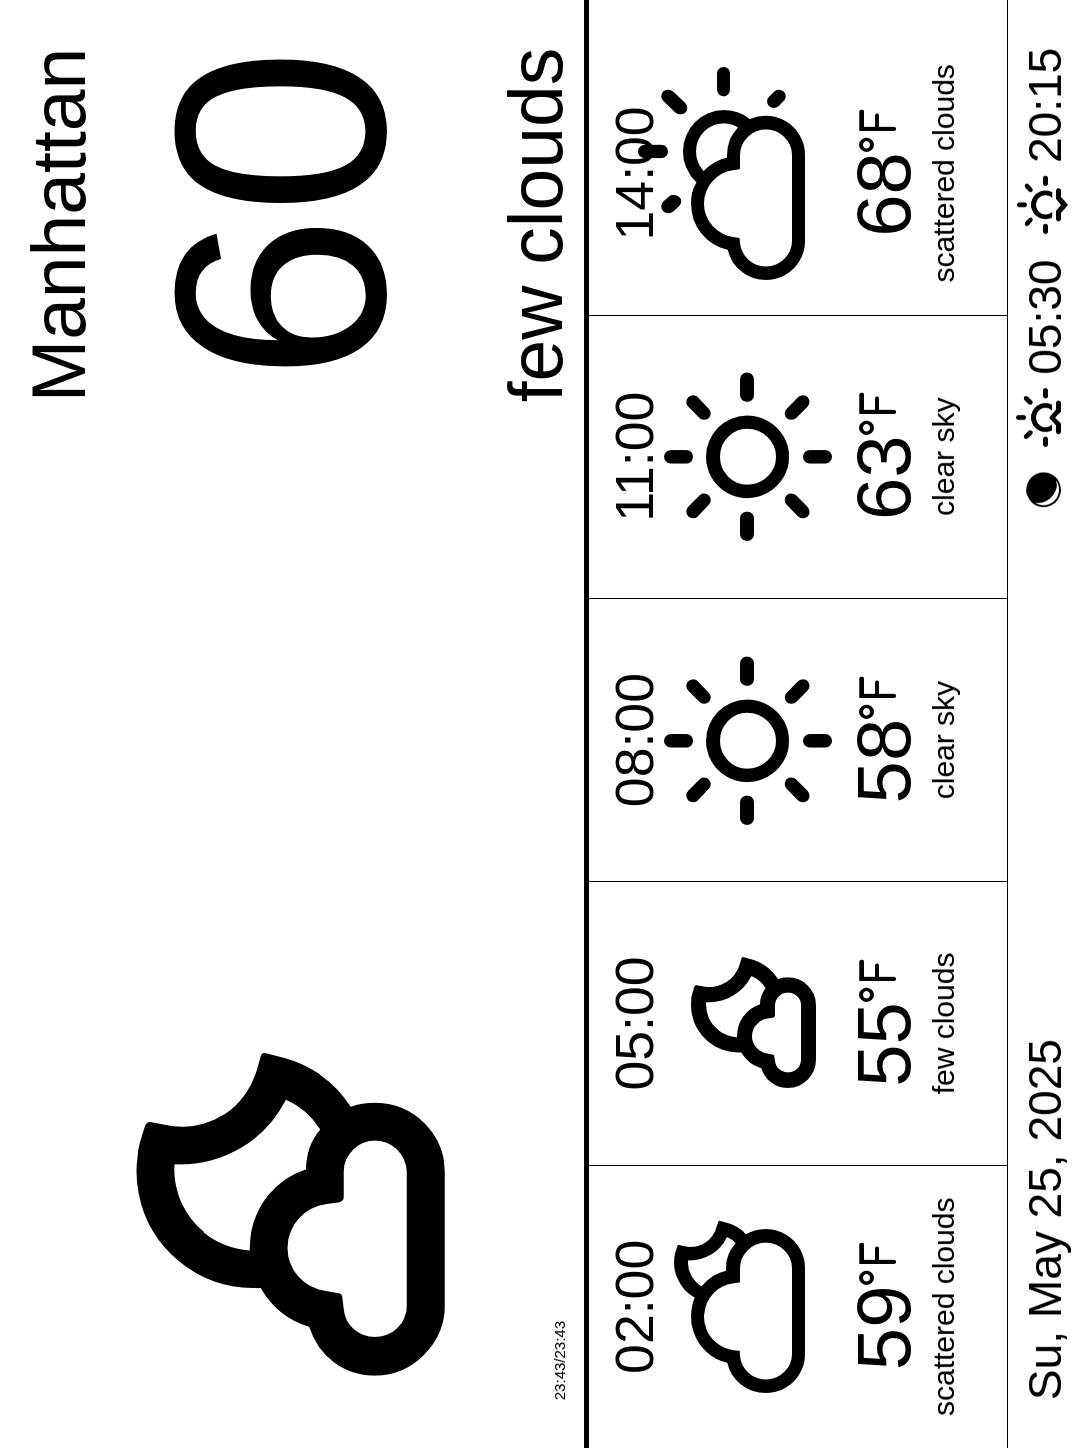 Manhattan
60
few clouds
23:43/23:43
02:00
59°F
scattered clouds
05:00
55°F
few clouds
08:00
58°F
clear sky
11:00
63°F
clear sky
14:00
68°F
scattered clouds
Su, May 25, 2025
05:30
20:15